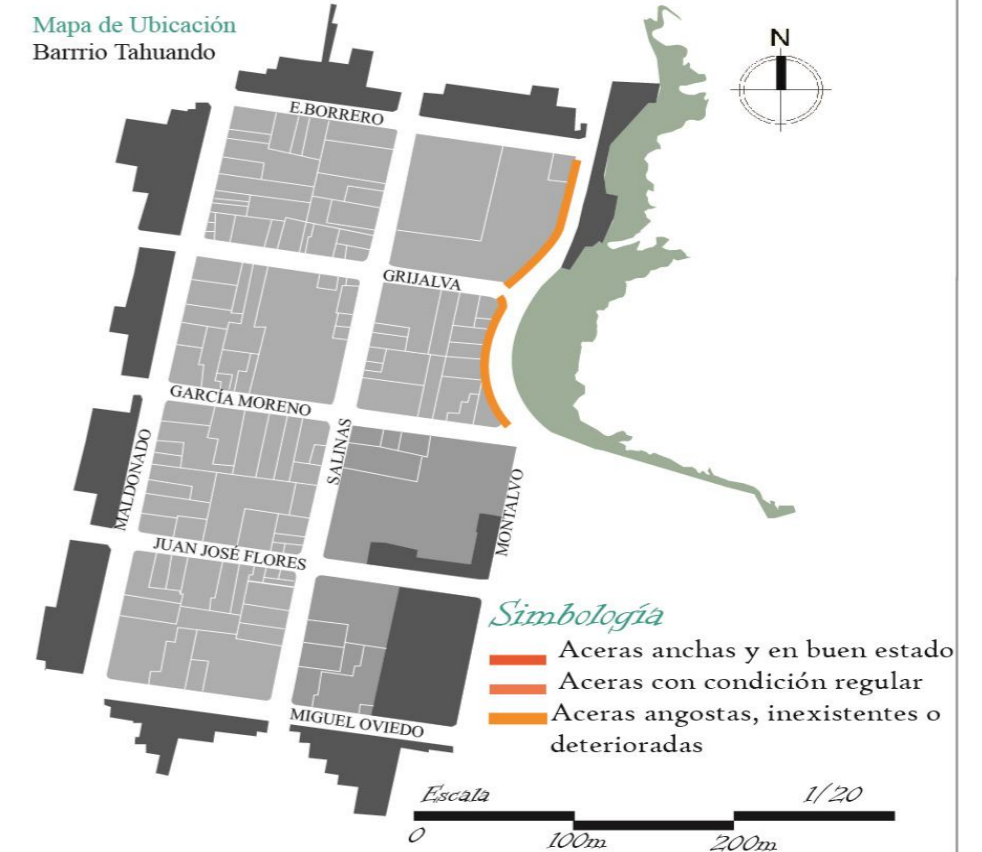 Mapa de Ubicación
Barrrio Tahuando
N
E.BORRERO
GRIJALVA
GARCÍA MORENO
SALINAS
MALDONADO
MONTALVO
JUAN JOSÉ FLORES
MIGUEL OVIEDO
Simbología
Aceras anchas y en buen estado
Aceras con condición regular
Aceras angostas, inexistentes o
deterioradas
Escala 1/20
0 100m 200m